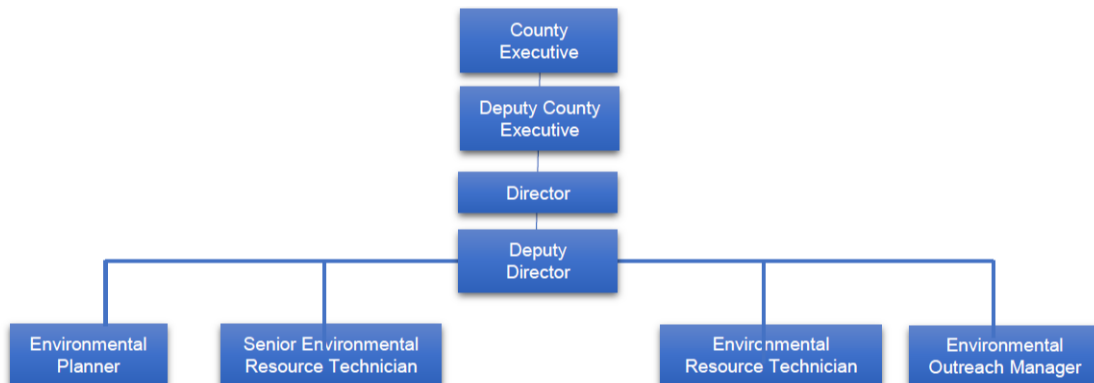 County
Executive
Deputy County
Executive
Director
Deputy
Director
Environmental
Planner
Senior Environmental
Resource Technician
Environmental
Resource Technician
Environmental
Outreach Manager